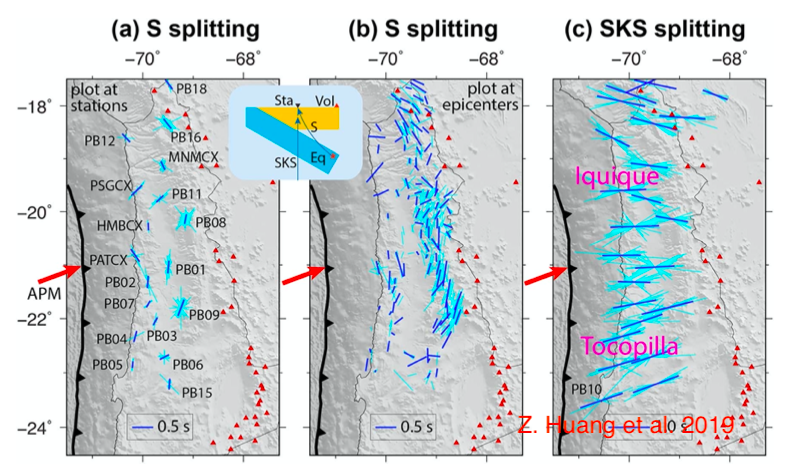 (a) S splitting
(b) S splitting
(c) SKS splitting
−70° −68°
−70° −68°
−70° −68°
−18°
−20°
−22°
−24°
plot at
stations
PB18
PB16
PB12
MNMCX
PSGCX
PB11
HMBCX
PB08
PATCX
PB01
PB02
PB07
PB09
PB04
PB03
PB05
PB06
PB15
APM
0.5 s
Sta
Vol
S
Eq
SKS
plot at
epicenters
0.5 s
Iquique
Tocopilla
PB10
Z. Huang et al. 2019